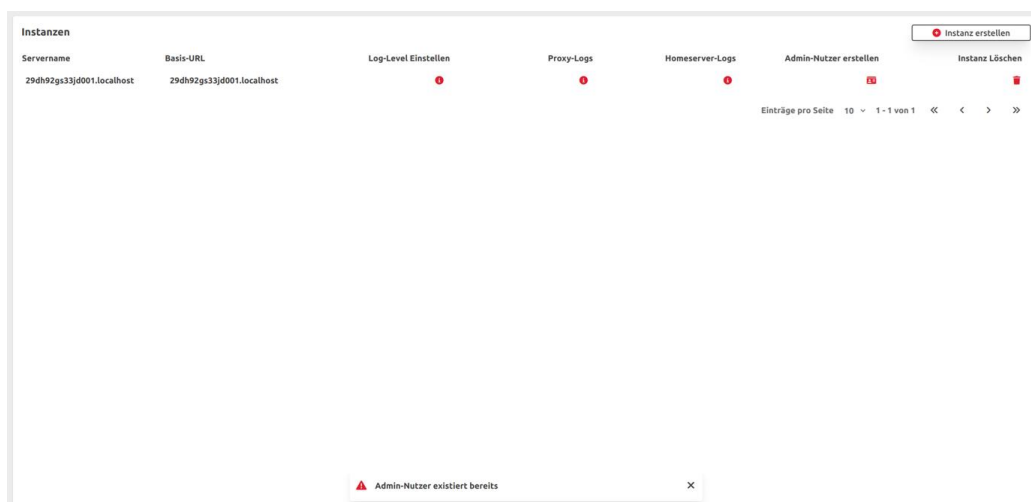 Instanzen
Instanz erstellen
Servername Basis-URL Log-Level Einstellen Proxy-Logs Homeserver-Logs Admin-Nutzer erstellen Instanz Löschen
29dh92gs33jd001.localhost 29dh92gs33jd001.localhost
Einträge pro Seite 10 1 - 1 von 1
Admin-Nutzer existiert bereits